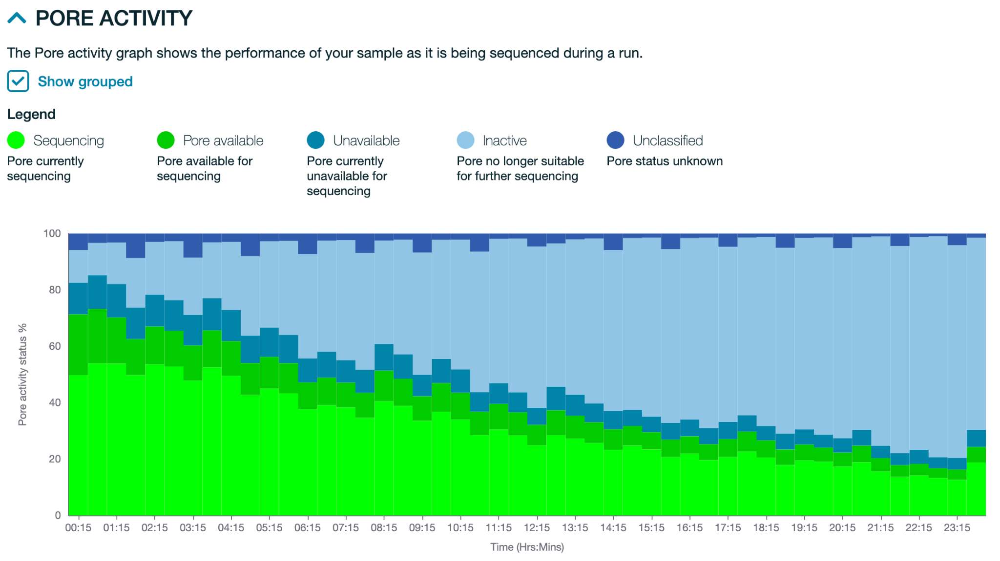 PORE ACTIVITY
The Pore activity graph shows the performance of your sample as it is being sequenced during a run.
Show grouped
Legend
Sequencing
Pore currently
sequencing
Pore available
Pore available for
sequencing
Unavailable
Pore currently
unavailable for
sequencing
Inactive
Pore no longer suitable
for further sequencing
Unclassified
Pore status unknown
Pore activity status %
100
80
60
40
20
0
00:15 01:15 02:15 03:15 04:15 05:15 06:15 07:15 08:15 09:15 10:15 11:15 12:15 13:15 14:15 15:15 16:15 17:15 18:15 19:15 20:15 21:15 22:15 23:15
Time (Hrs:Mins)